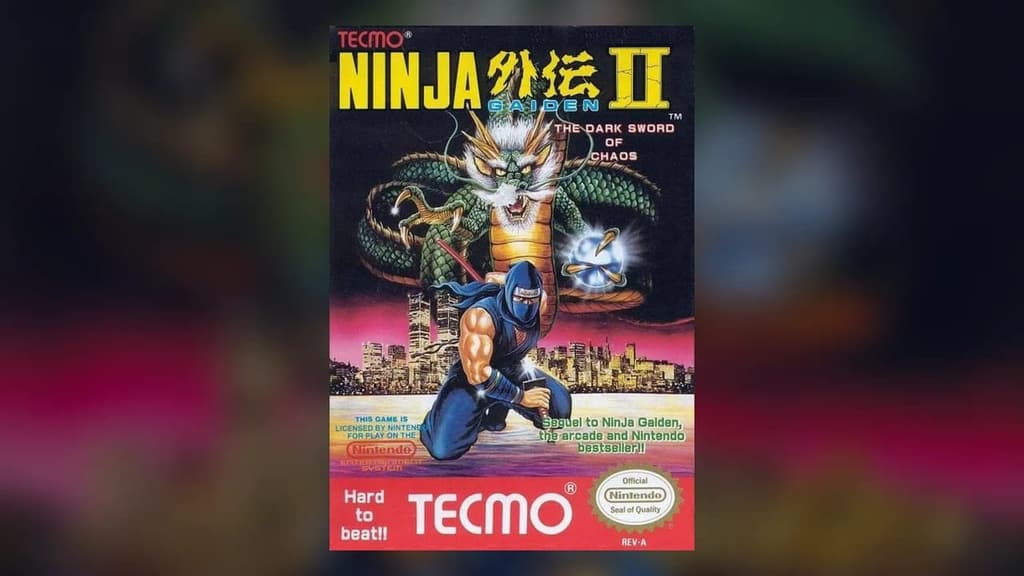 TECMO®
NINJA 外伝 II
GAIDEN
™
THE DARK SWORD
OF
CHAOS
THIS GAME IS
LICENSED BY NINTENDO
FOR PLAY ON THE
Nintendo
ENTERTAINMENT
SYSTEM
Sequel to Ninja Gaiden,
the arcade and Nintendo
bestseller!!
Hard
to
beat!!
TECMO®
Official
Nintendo
Seal of Quality
REV-A